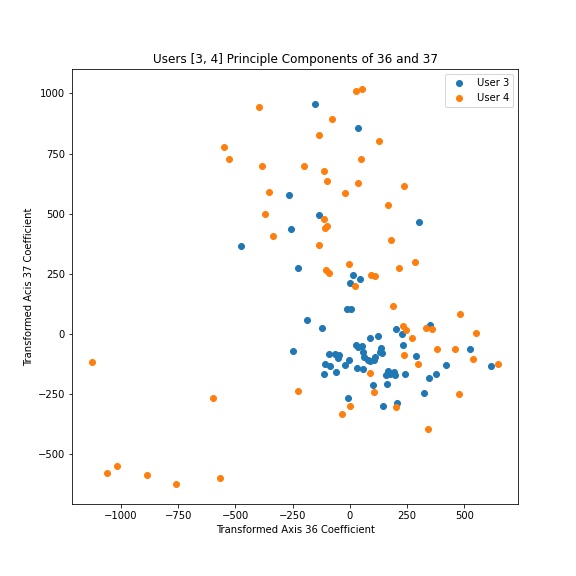 Users [3, 4] Principle Components of 36 and 37
User 3
User 4
1000
750
500
250
0
−250
−500
Transformed Acis 37 Coefficient
−1000
−750
−500
−250
0
250
500
Transformed Axis 36 Coefficient